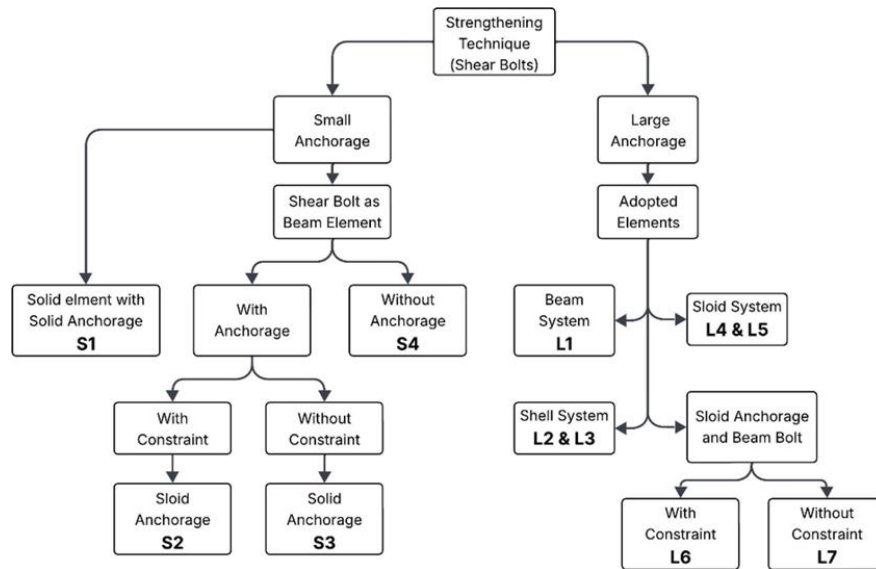 Strengthening
Technique
(Shear Bolts)
Small
Anchorage
Large
Anchorage
Shear Bolt as
Beam Element
Adopted
Elements
Solid elment with
Solid Anchorage
S1
With
Anchorage
Without
Anchorage
S4
Beam
System
L1
Sloid System
L4 & L5
With
Constraint
Without
Constraint
Shell System
L2 & L3
Sloid Anchorage
and Beam Bolt
Sloid
Anchorage
S2
Solid
Anchorage
S3
With
Constraint
L6
Without
Constraint
L7